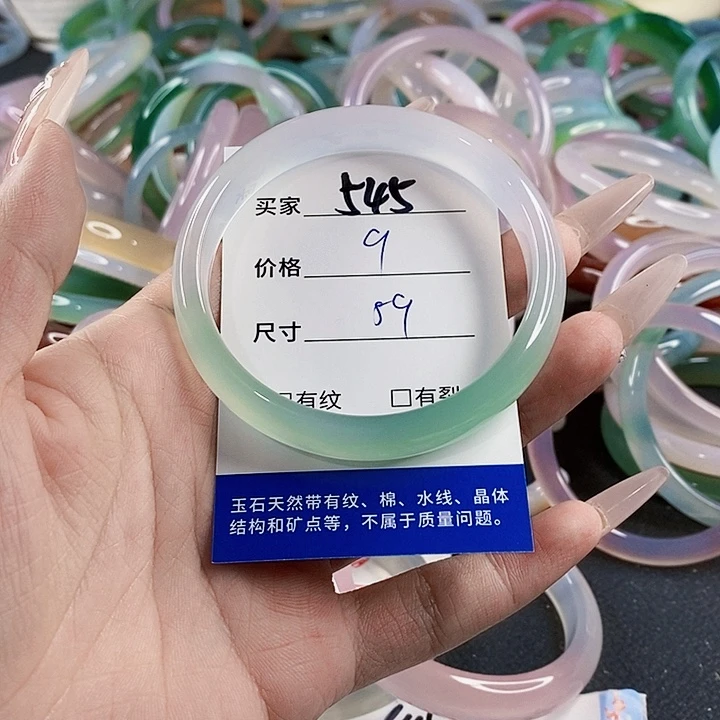 买家 545
价格 9
尺寸 59
□有纹 □有裂
玉石天然带有纹、棉、水线、晶体
结构和矿点等，不属于质量问题。